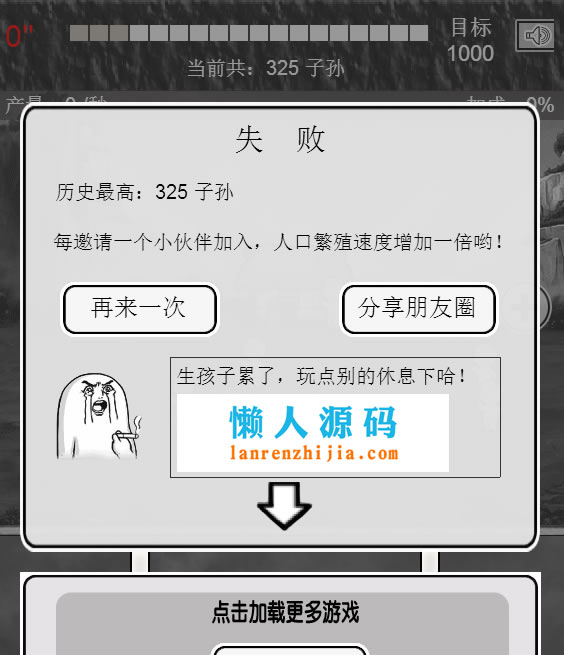 0"
目标
1000
当前共：325 子孙
产量 0 /秒
加成 0%
失 败
历史最高：325 子孙
每邀请一个小伙伴加入，人口繁殖速度增加一倍哟！
再来一次
分享朋友圈
生孩子累了，玩点别的休息下哈！
懒人源码
lanrenzhijia.com
点击加载更多游戏